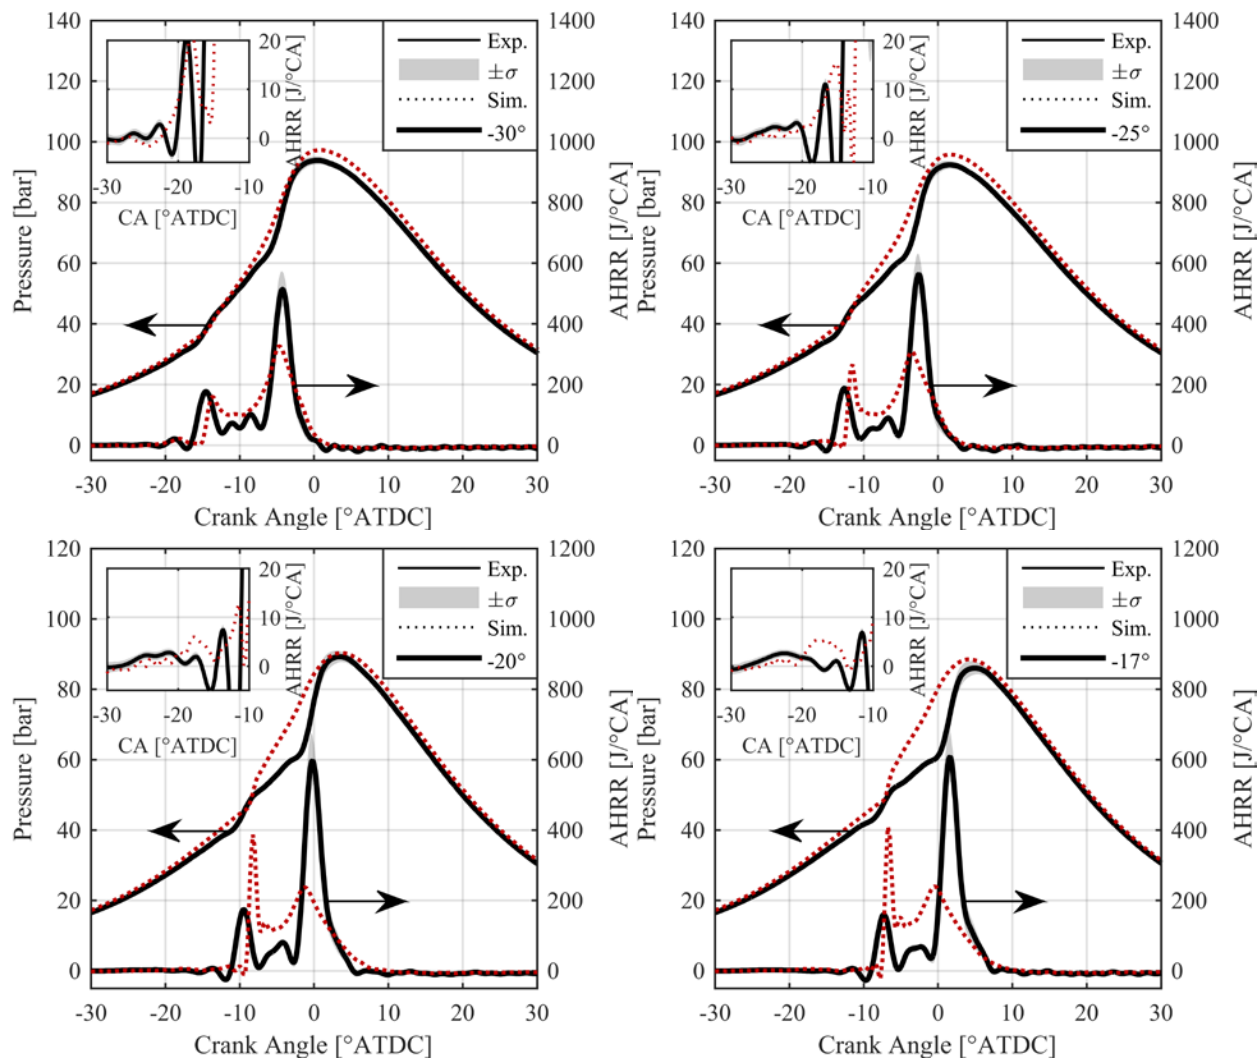 140
120
100
80
60
40
20
0
Pressure [bar]
1400
1200
1000
800
600
400
200
0
AHRR [J/°CA]
-30 -20 -10 0 10 20 30
Crank Angle [°ATDC]
Exp.
±σ
Sim.
-30°
20
10
0
AHRR [J/°CA]
-30 -20 -10
CA [°ATDC]
140
120
100
80
60
40
20
0
Pressure [bar]
1400
1200
1000
800
600
400
200
0
AHRR [J/°CA]
-30 -20 -10 0 10 20 30
Crank Angle [°ATDC]
Exp.
±σ
Sim.
-25°
20
10
0
AHRR [J/°CA]
-30 -20 -10
CA [°ATDC]
120
100
80
60
40
20
0
Pressure [bar]
1200
1000
800
600
400
200
0
AHRR [J/°CA]
-30 -20 -10 0 10 20 30
Crank Angle [°ATDC]
Exp.
±σ
Sim.
-20°
20
10
0
AHRR [J/°CA]
-30 -20 -10
CA [°ATDC]
120
100
80
60
40
20
0
Pressure [bar]
1200
1000
800
600
400
200
0
AHRR [J/°CA]
-30 -20 -10 0 10 20 30
Crank Angle [°ATDC]
Exp.
±σ
Sim.
-17°
20
10
0
AHRR [J/°CA]
-30 -20 -10
CA [°ATDC]